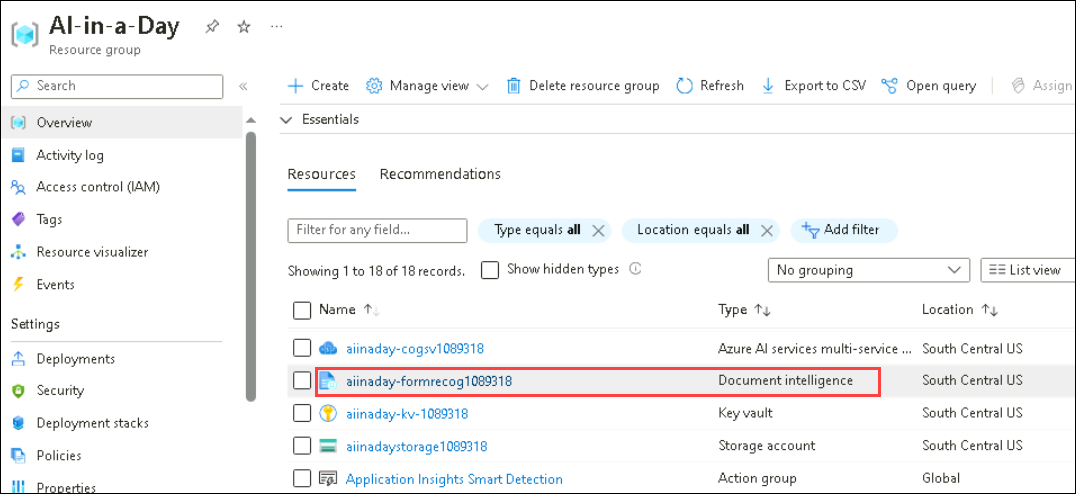 AI-in-a-Day
Resource group
Search
Overview
Activity log
Access control (IAM)
Tags
Resource visualizer
Events
Settings
Deployments
Security
Deployment stacks
Policies
Properties
Create Manage view Delete resource group Refresh Export to CSV Open query Assign
Essentials
Resources Recommendations
Filter for any field... Type equals all Location equals all Add filter
Showing 1 to 18 of 18 records. Show hidden types No grouping List view
Name Type Location
aiinaday-cogsv1089318 Azure AI services multi-service ... South Central US
aiinaday-formrecog1089318 Document intelligence South Central US
aiinaday-kv-1089318 Key vault South Central US
aiinadaystorage1089318 Storage account South Central US
Application Insights Smart Detection Action group Global